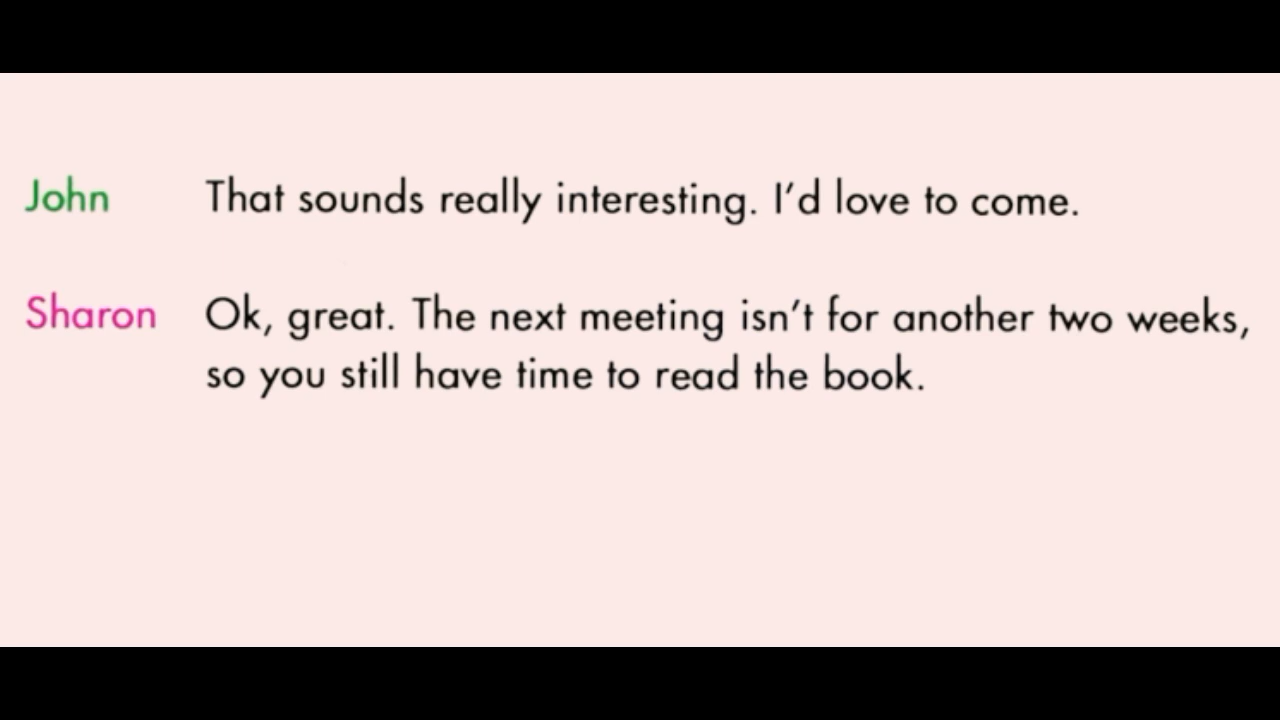 John That sounds really interesting. I'd love to come.
Sharon Ok, great. The next meeting isn't for another two weeks,
so you still have time to read the book.